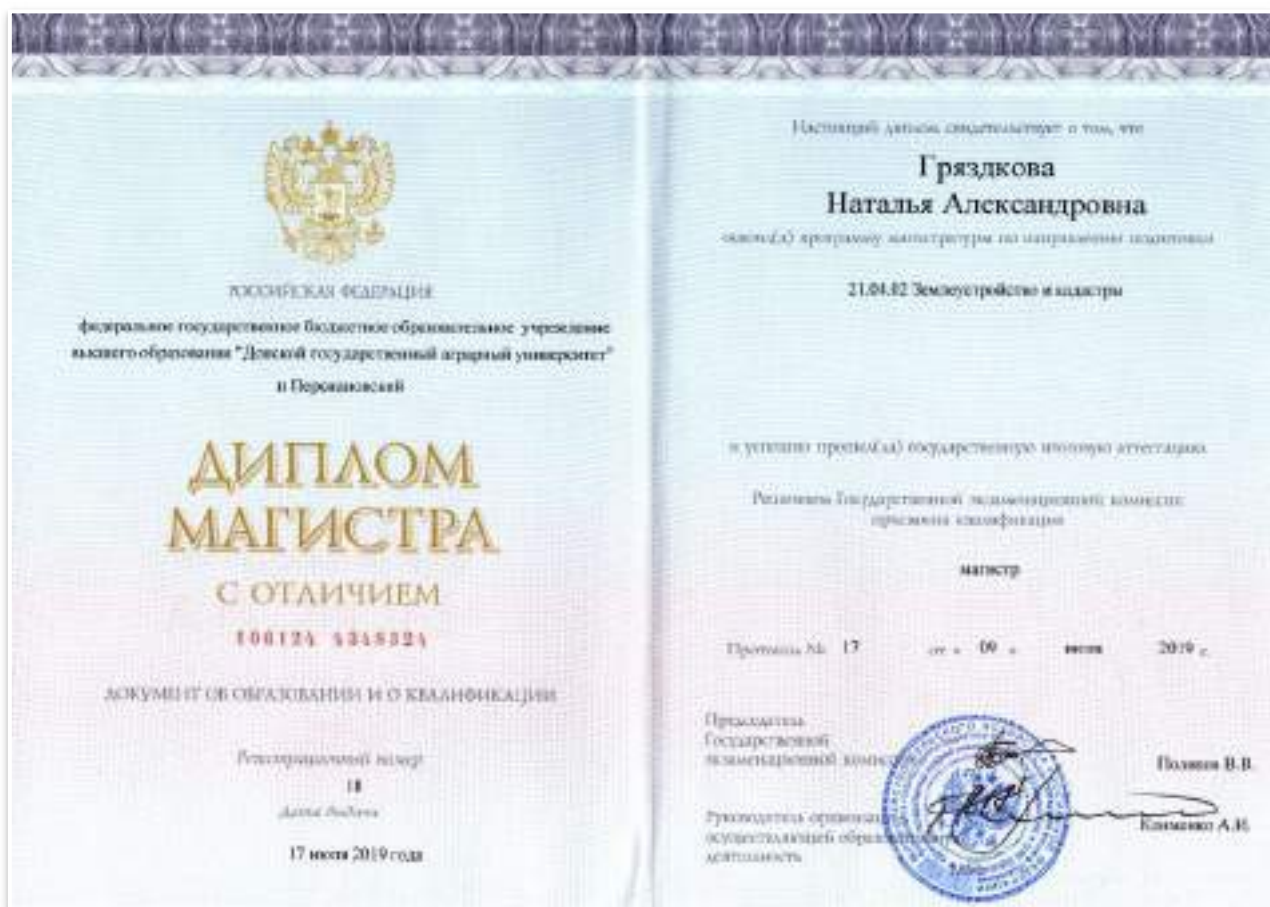 РОССИЙСКАЯ ФЕДЕРАЦИЯ
федеральное государственное бюджетное образовательное учреждение
высшего образования "Донской государственный аграрный университет"
п Персиановский
ДИПЛОМ
МАГИСТРА
С ОТЛИЧИЕМ
106124 4348324
ДОКУМЕНТ ОБ ОБРАЗОВАНИИ И О КВАЛИФИКАЦИИ
Регистрационный номер
18
Дата выдачи
17 июля 2019 года
Настоящий диплом свидетельствует о том, что
Гряздкова
Наталья Александровна
освоил(а) программу магистратуры по направлению подготовки
21.04.02 Землеустройство и кадастры
и успешно прошел(ла) государственную итоговую аттестацию
Решением Государственной экзаменационной комиссии
присвоена квалификация
магистр
Протокол № 17 от « 09 » июля 2019 г.
Председатель
Государственной
экзаменационной
Поляков В.В.
Руководитель
осуществляющей
деятельность
Клименко А.И.